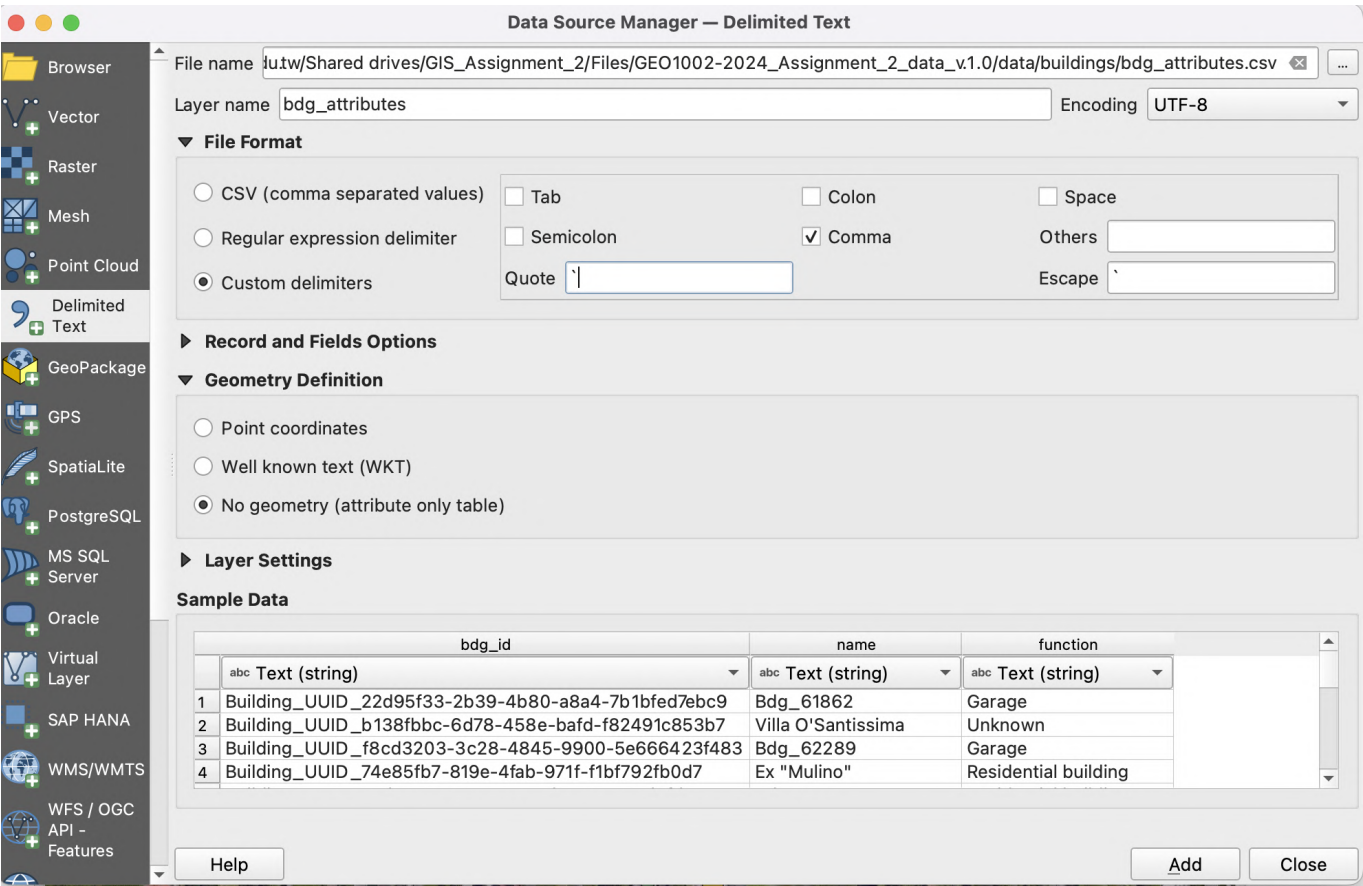 Data Source Manager — Delimited Text
Browser
Vector
Raster
Mesh
Point Cloud
Delimited
Text
GeoPackage
GPS
SpatiaLite
PostgreSQL
MS SQL
Server
Oracle
Virtual
Layer
SAP HANA
WMS/WMTS
WFS / OGC
API -
Features
File name du.tw/Shared drives/GIS_Assignment_2/Files/GEO1002-2024_Assignment_2_data_v.1.0/data/buildings/bdg_attributes.csv ...
Layer name bdg_attributes Encoding UTF-8
File Format
CSV (comma separated values) Tab Colon Space
Regular expression delimiter Semicolon Comma Others
Custom delimiters Quote ` Escape `
Record and Fields Options
Geometry Definition
Point coordinates
Well known text (WKT)
No geometry (attribute only table)
Layer Settings
Sample Data
bdg_id name function
abc Text (string) abc Text (string) abc Text (string)
1 Building_UUID_22d95f33-2b39-4b80-a8a4-7b1bfed7ebc9 Bdg_61862 Garage
2 Building_UUID_b138fbbc-6d78-458e-bafd-f82491c853b7 Villa O'Santissima Unknown
3 Building_UUID_f8cd3203-3c28-4845-9900-5e666423f483 Bdg_62289 Garage
4 Building_UUID_74e85fb7-819e-4fab-971f-f1bf792fb0d7 Ex "Mulino" Residential building
Help Add Close